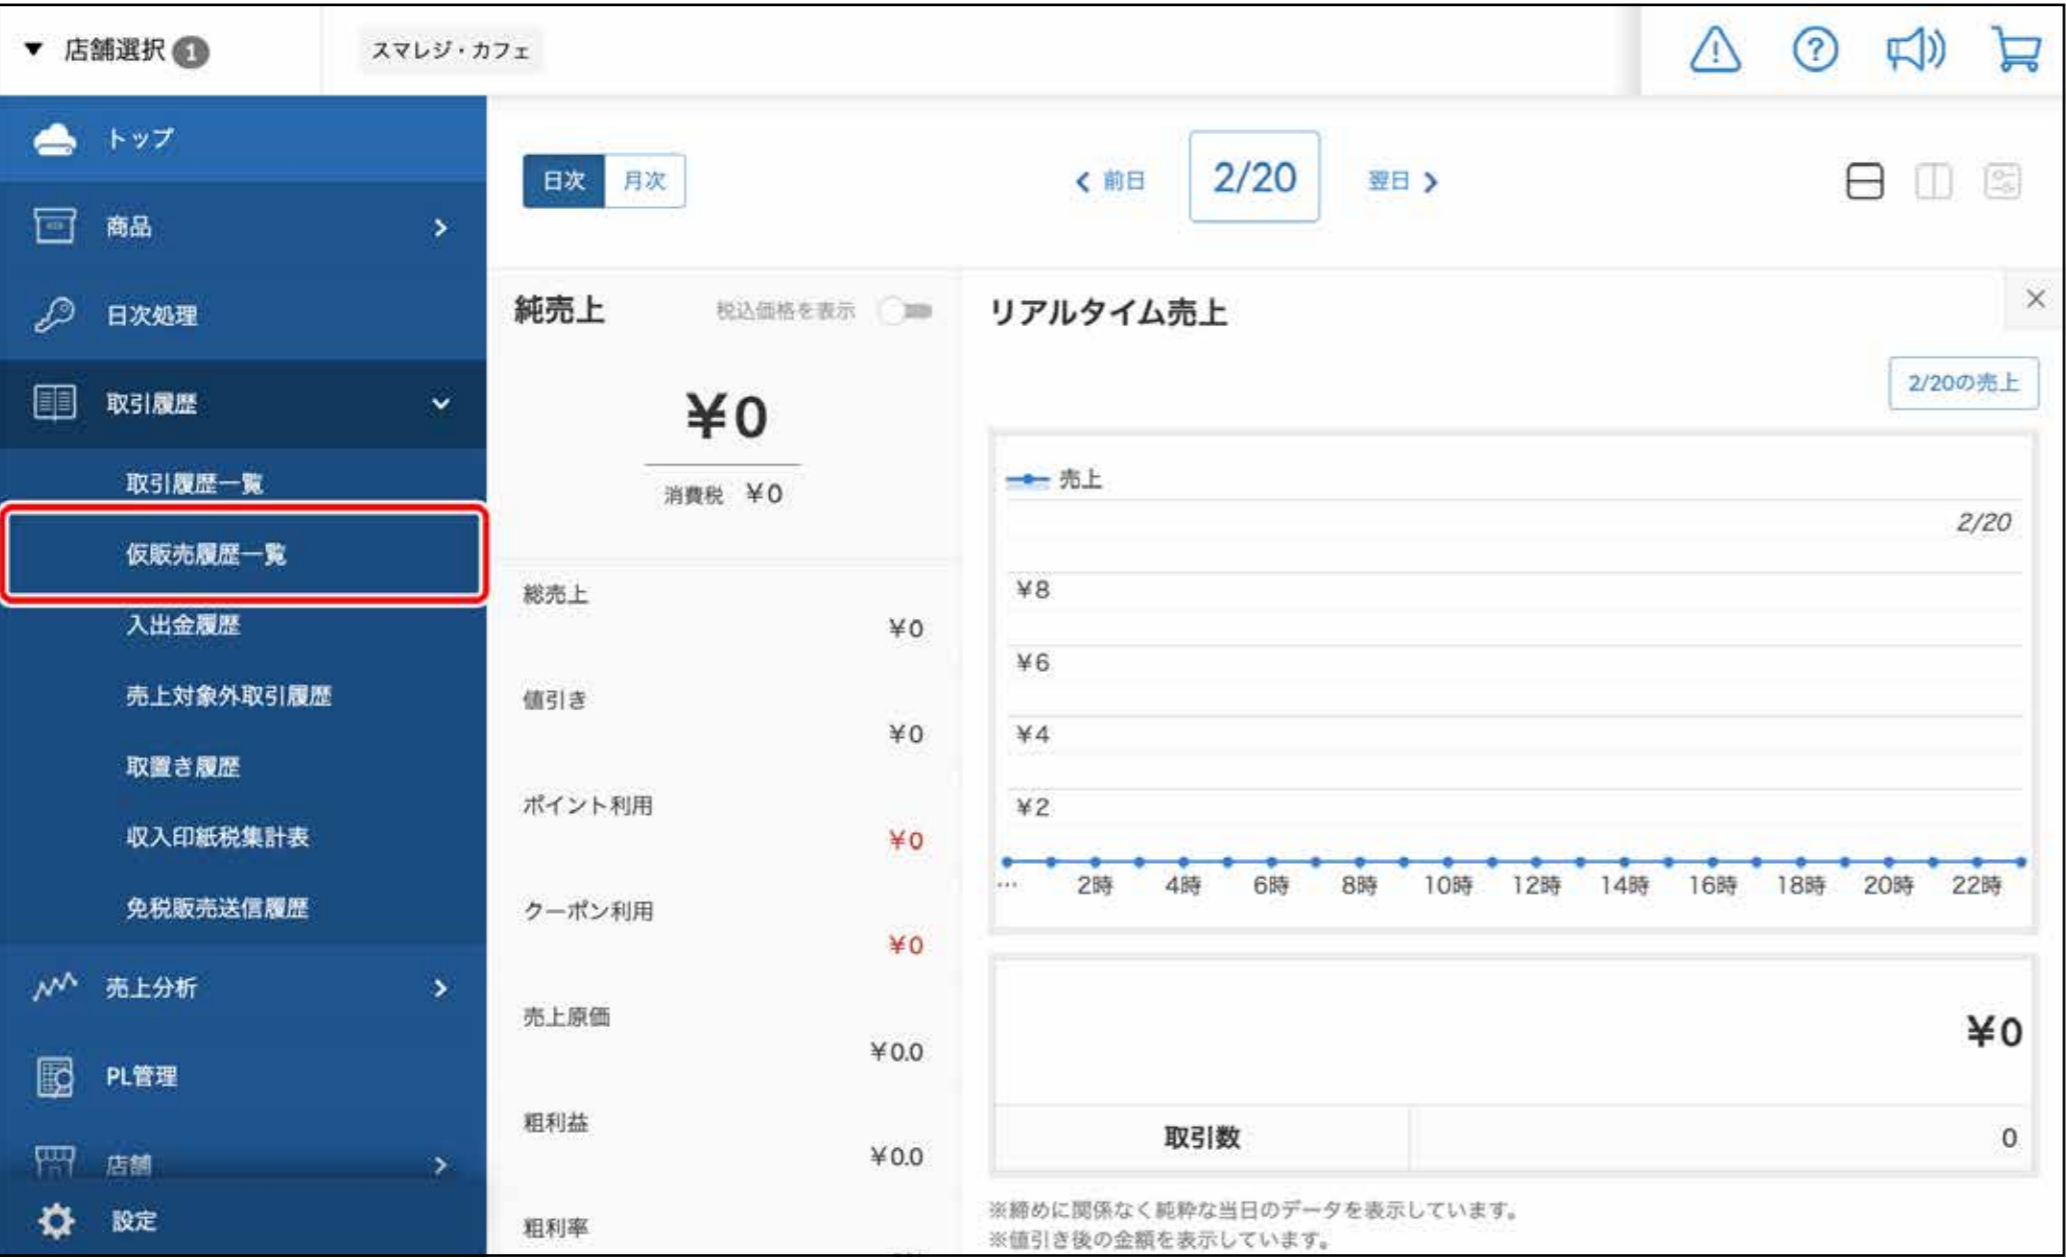 ▼ 店舗選択 1
スマレジ・カフェ
トップ
商品
日次処理
取引履歴
取引履歴一覧
仮販売履歴一覧
入出金履歴
売上対象外取引履歴
取置き履歴
収入印紙税集計表
免税販売送信履歴
売上分析
PL管理
店舗
設定
日次 月次
前日 2/20 翌日
純売上 税込価格を表示
¥0
消費税 ¥0
総売上
¥0
値引き
¥0
ポイント利用
¥0
クーポン利用
¥0
売上原価
¥0.0
粗利益
¥0.0
粗利率
リアルタイム売上
2/20の売上
売上
2/20
¥8
¥6
¥4
¥2
… 2時 4時 6時 8時 10時 12時 14時 16時 18時 20時 22時
¥0
取引数 0
※締めに関係なく純粋な当日のデータを表示しています。
※値引き後の金額を表示しています。